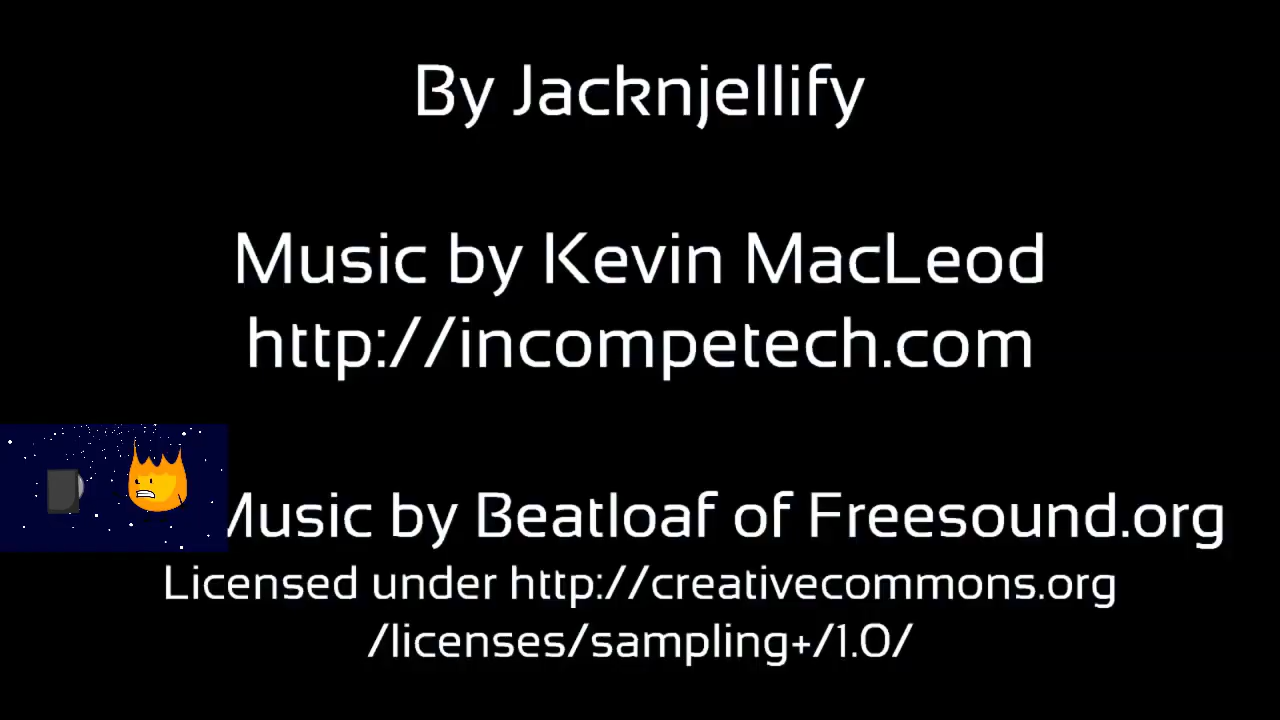 By Jacknjellify
Music by Kevin MacLeod
http://incompetech.com
Music by Beatloaf of Freesound.org
Licensed under http://creativecommons.org
/licenses/sampling+/1.0/